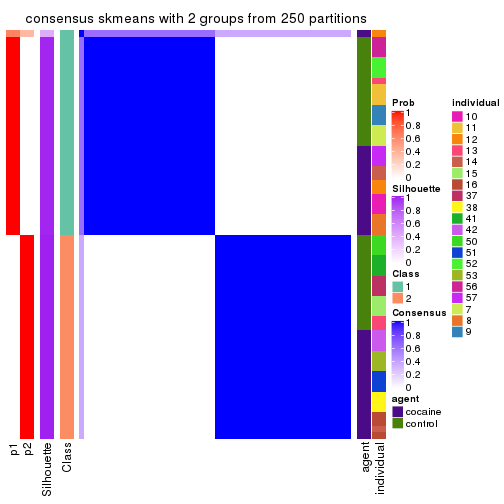 consensus skmeans with 2 groups from 250 partitions
Prob
1
0.8
0.6
0.4
0.2
0
Silhouette
1
0.8
0.6
0.4
0.2
0
Class
1
2
Consensus
1
0.8
0.6
0.4
0.2
0
agent
cocaine
control
individual
10
11
12
13
14
15
16
37
38
41
42
50
51
52
53
56
57
7
8
9
p1
p2
Silhouette
Class
agent
individual